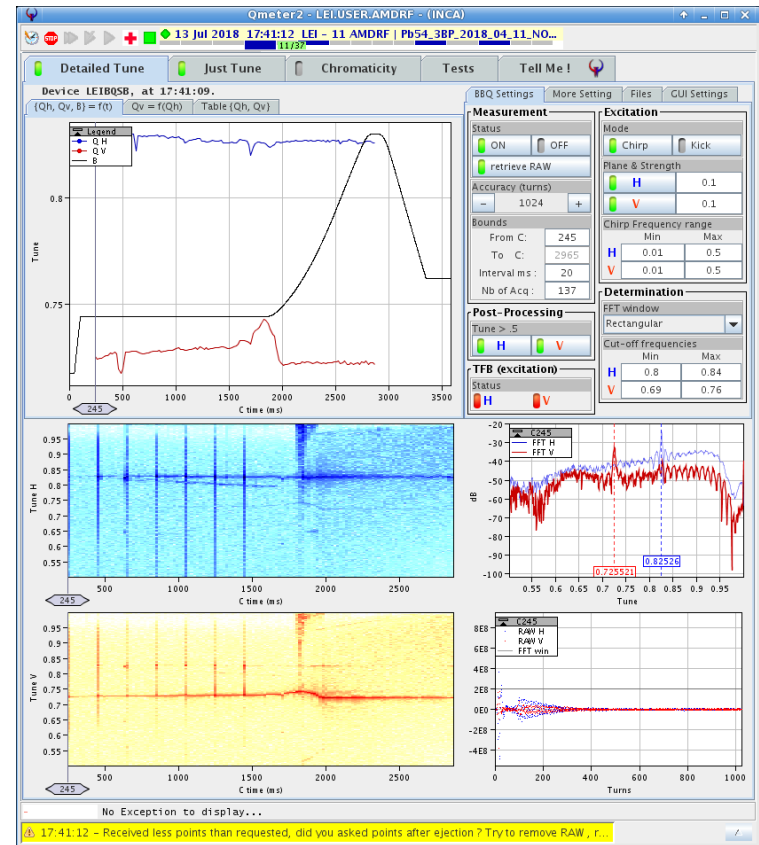 Qmeter2 - LEI.USER.AMDRF - (INCA)
13 Jul 2018 17:41:12 LEI - 11 AMDRF | Pb54_3BP_2018_04_11_NO...
11/37
Detailed Tune Just Tune Chromaticity Tests Tell Me !
Device LEIBQSB, at 17:41:09.
{Qh, Qv, B} = f(t) Qv = f(Qh) Table {Qh, Qv}
Legend
Q H
Q V
B
0.8
0.75
Tune
0 500 1000 1500 2000 2500 3000 3500
245
C time (ms)
BBQ Settings More Setting Files GUI Settings
Measurement
Status
ON OFF
retrieve RAW
Accuracy (turns)
- 1024 +
Bounds
From C: 245
To C: 2965
Interval ms : 20
Nb of Acq : 137
Post-Processing
Tune > .5
H V
TFB (excitation)
Status
H V
Excitation
Mode
Chirp Kick
Plane & Strength
H 0.1
V 0.1
Chirp Frequency range
Min Max
H 0.01 0.5
V 0.01 0.5
Determination
FFT window
Rectangular
Cut-off frequencies
Min Max
H 0.8 0.84
V 0.69 0.76
0.95
0.9
0.85
0.8
0.75
0.7
0.65
0.6
0.55
Tune H
500 1000 1500 2000 2500
245
C time (ms)
-20
-30
-40
-50
-60
-70
-80
-90
-100
dB
C245
FFT H
FFT V
0.82526
0.725521
0.55 0.6 0.65 0.7 0.75 0.8 0.85 0.9 0.95
Tune
0.95
0.9
0.85
0.8
0.75
0.7
0.65
0.6
0.55
Tune V
500 1000 1500 2000 2500
245
C time (ms)
8E8
6E8
4E8
2E8
0E0
-2E8
-4E8
C245
RAW H
RAW V
FFT win
0 200 400 600 800 1000
Turns
- No Exception to display...
17:41:12 - Received less points than requested, did you asked points after ejection ? Try to remove RAW , r...